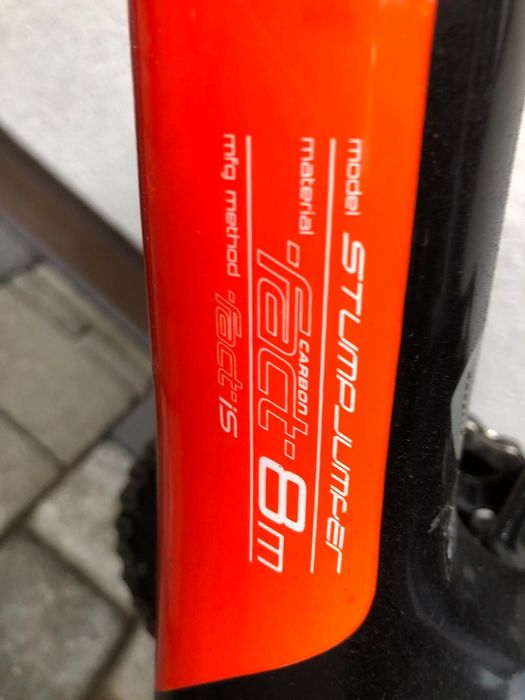 model STUMPJUMPER
material fact CARBON 8m
mfg method fact is